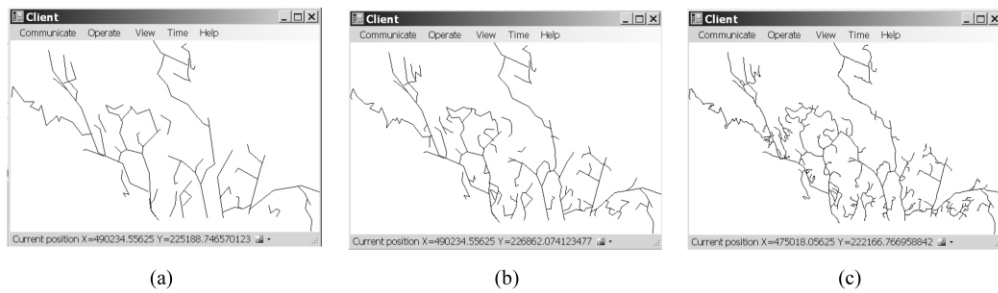 Client
Communicate Operate View Time Help
Current position X=490234.55625 Y=225188.746570123
(a)
Client
Communicate Operate View Time Help
Current position X=490234.55625 Y=226862.074123477
(b)
Client
Communicate Operate View Time Help
Current position X=475018.05625 Y=222166.766958842
(c)